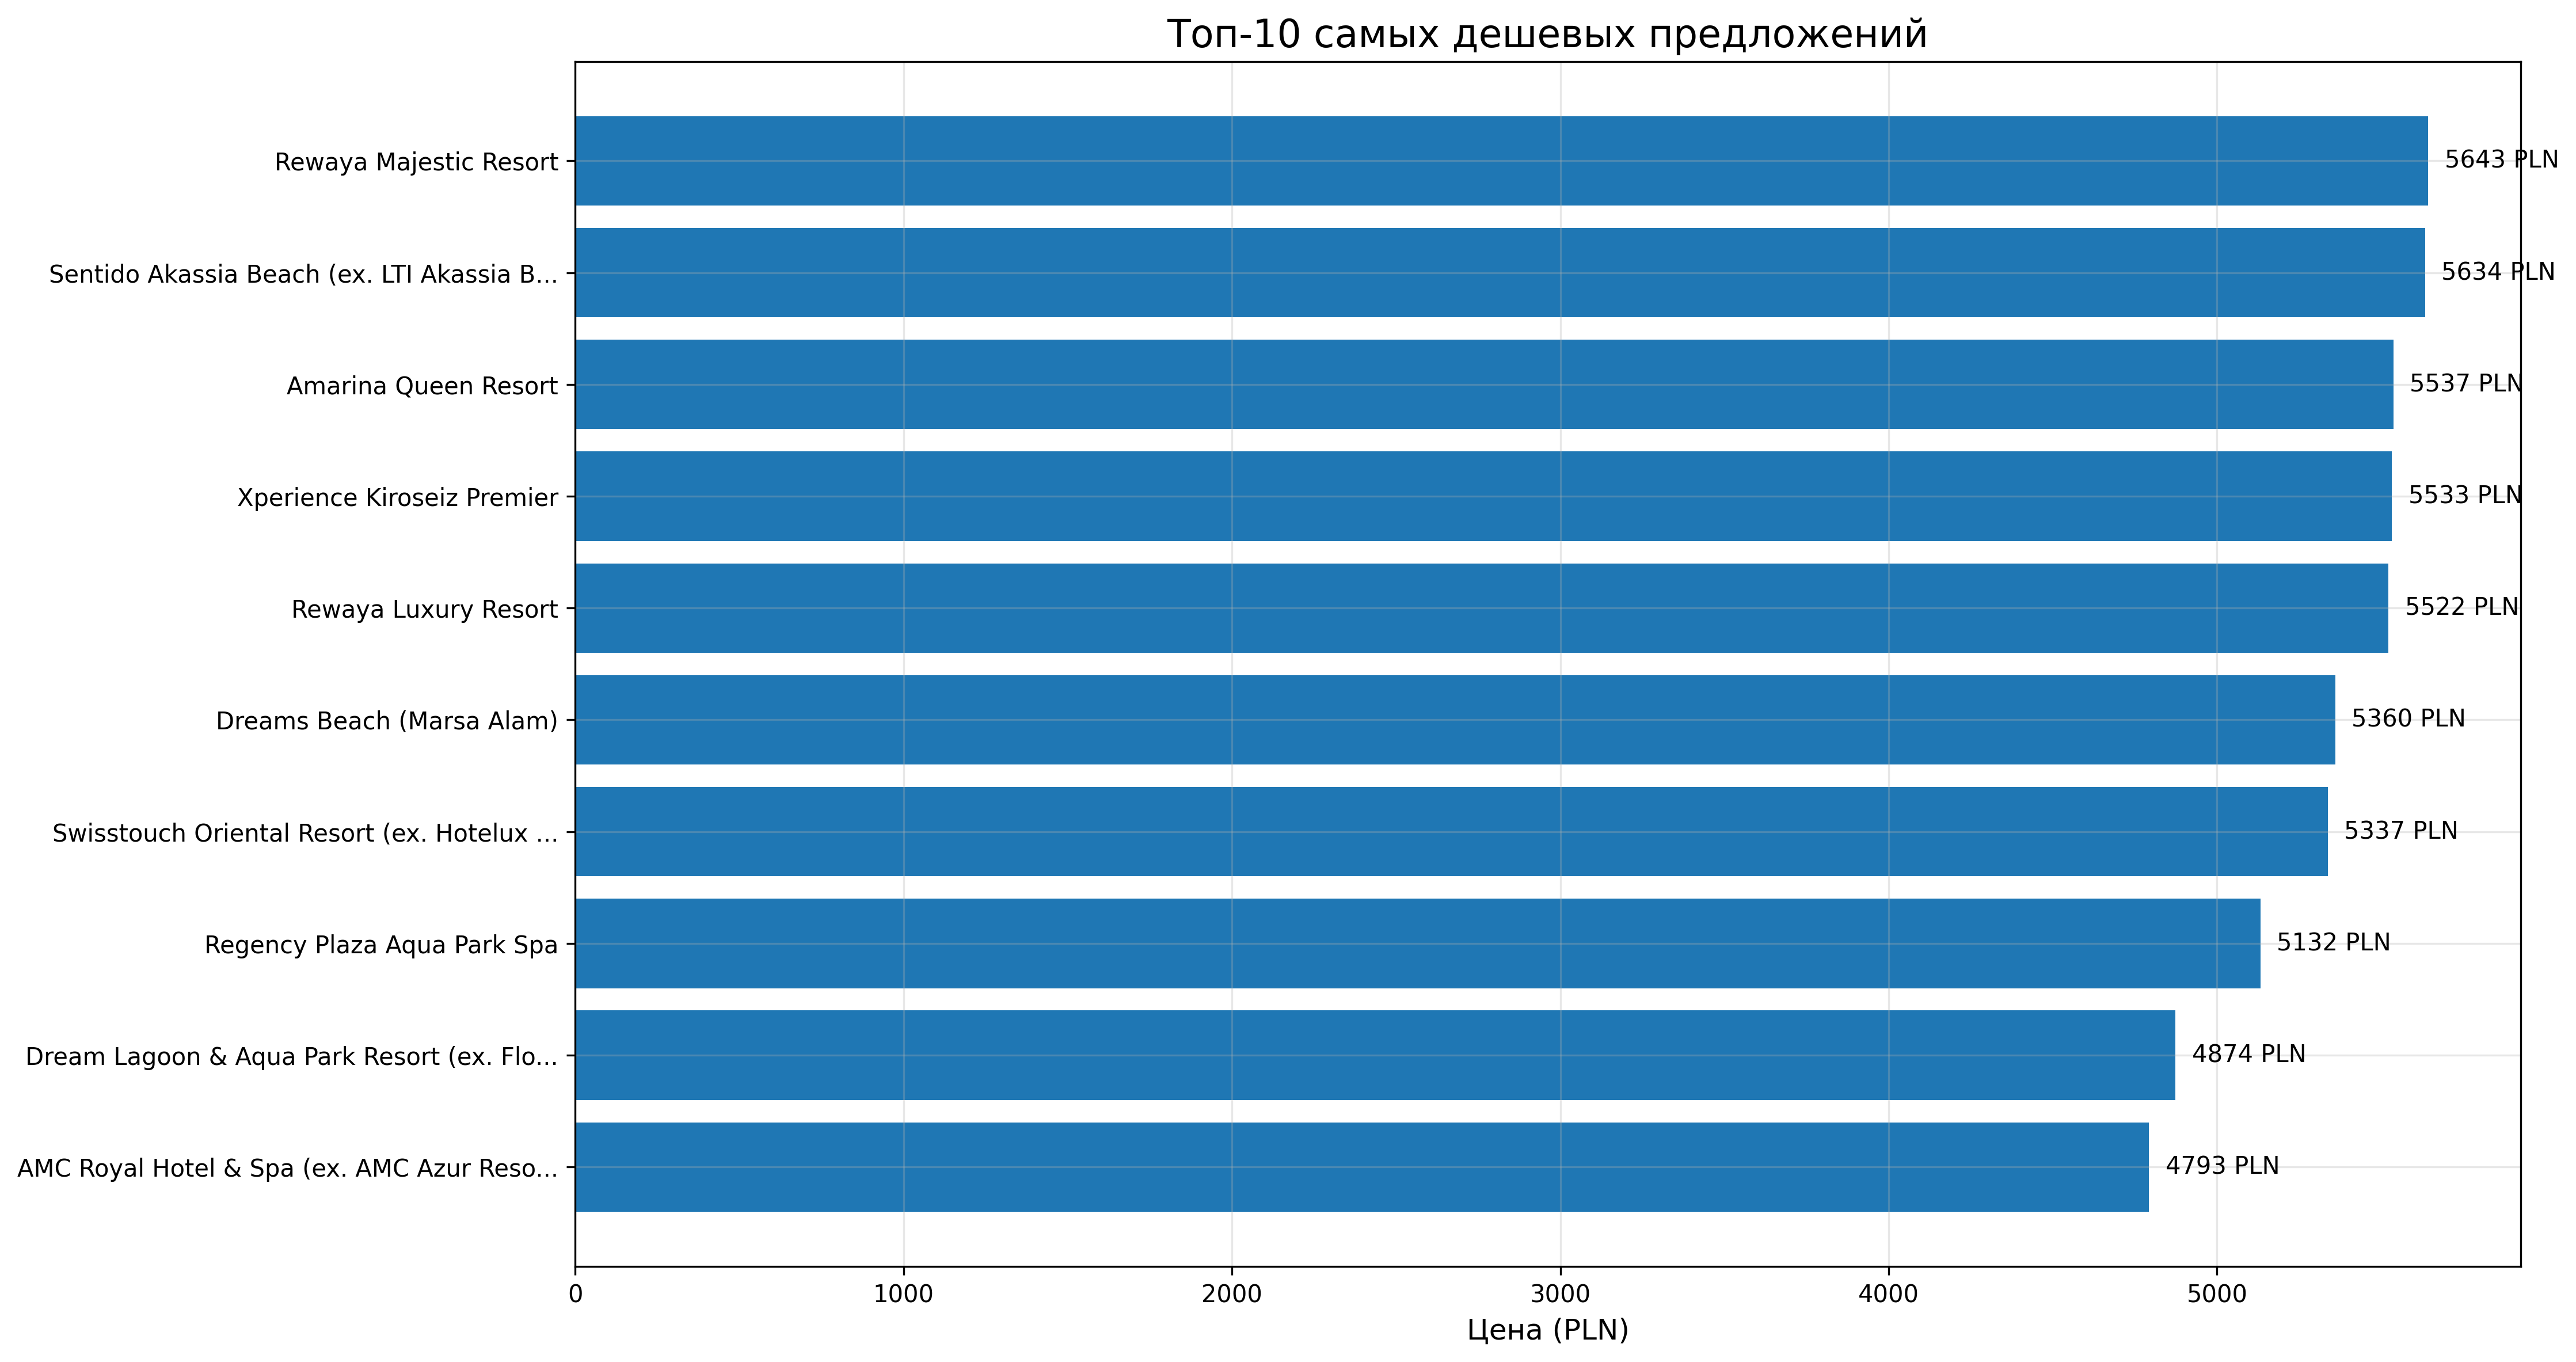 Топ-10 самых дешевых предложений
Rewaya Majestic Resort
5643 PLN
Sentido Akassia Beach (ex. LTI Akassia B...
5634 PLN
Amarina Queen Resort
5537 PLN
Xperience Kiroseiz Premier
5533 PLN
Rewaya Luxury Resort
5522 PLN
Dreams Beach (Marsa Alam)
5360 PLN
Swisstouch Oriental Resort (ex. Hotelux ...
5337 PLN
Regency Plaza Aqua Park Spa
5132 PLN
Dream Lagoon & Aqua Park Resort (ex. Flo...
4874 PLN
AMC Royal Hotel & Spa (ex. AMC Azur Reso...
4793 PLN
0 1000 2000 3000 4000 5000
Цена (PLN)